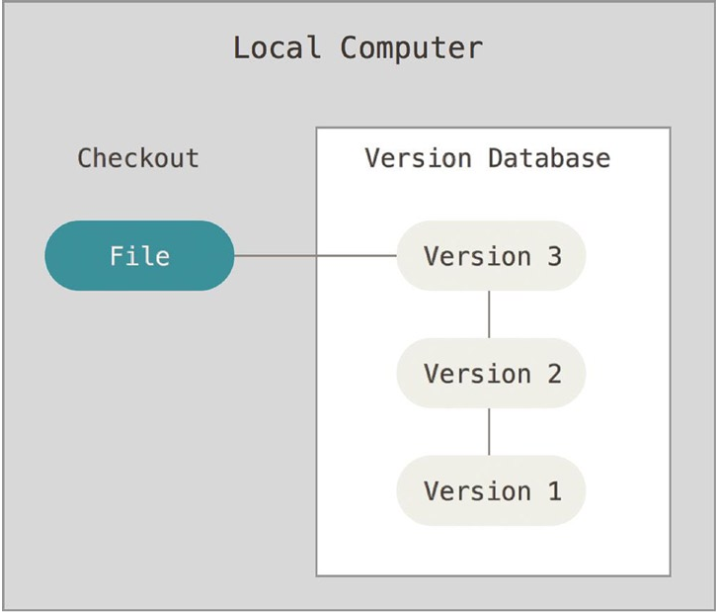 Local Computer
Checkout
Version Database
File
Version 3
Version 2
Version 1